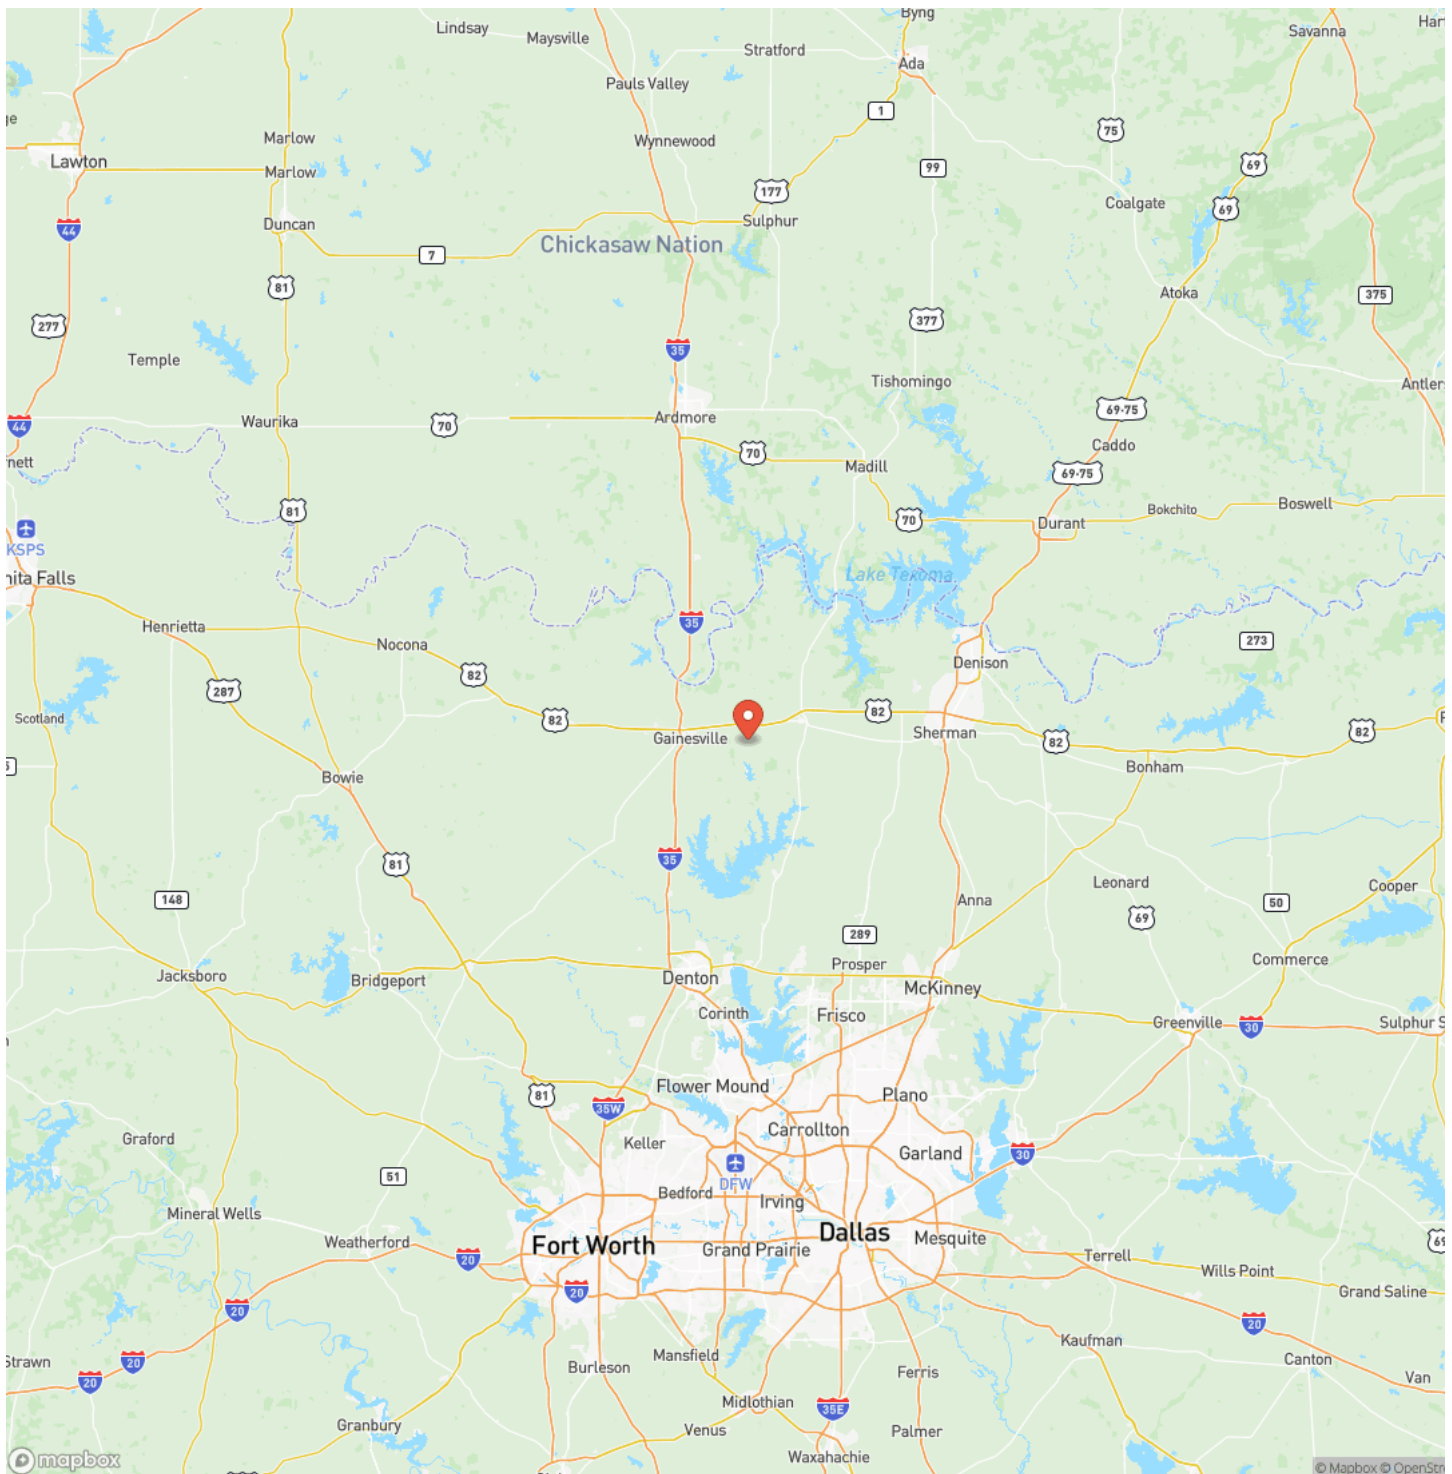 Byng
Lindsay
Maysville
Stratford
Savanna
Ada
Pauls Valley
1
75
Marlow
Wynnewood
69
Lawton
Marlow
99
177
Coalgate
69
Duncan
Sulphur
44
Chickasaw Nation
7
81
Atoka
375
277
377
35
Temple
Tishomingo
Antlers
69-75
Waurika
70
Ardmore
44
Caddo
70
Madill
69-75
81
Boswell
Bokchito
70
Durant
KSPS
Lake Texoma
35
Henrietta
Nocona
273
Denison
82
287
Scotland
82
82
82
Gainesville
Sherman
82
Bonham
Bowie
35
81
Leonard
Cooper
148
Anna
50
69
289
Jacksboro
Bridgeport
Denton
Prosper
McKinney
Commerce
Corinth
Frisco
Greenville
30
Sulphur S
Flower Mound
81
35W
Plano
Graford
Keller
Carrollton
Garland
30
51
DFW
Bedford
Irving
Mineral Wells
Weatherford
Fort Worth
Dallas
Mesquite
69
20
Grand Prairie
Terrell
Wills Point
20
Grand Saline
20
20
Kaufman
Strawn
20
Mansfield
Canton
20
Burleson
Ferris
Van
Midlothian
35E
Granbury
Venus
Palmer
Waxahachie
mapbox
© Mapbox © OpenStre